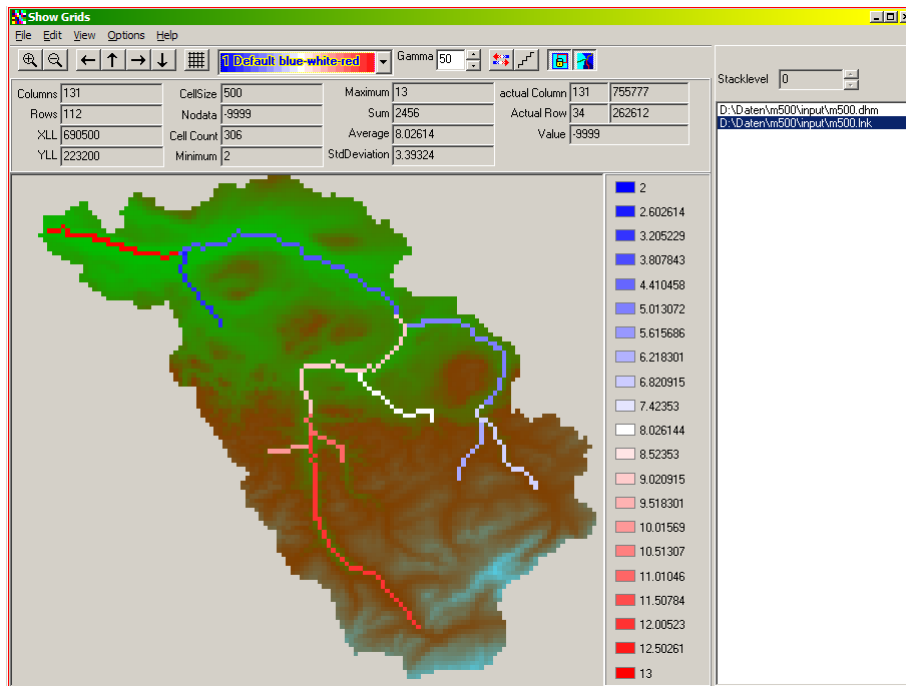 Show Grids
File Edit View Options Help
1 Default blue-white-red Gamma 50
Columns 131 CellSize 500 Maximum 13 actual Column 131 755777
Rows 112 Nodata -9999 Sum 2456 Actual Row 34 262612
XLL 690500 Cell Count 306 Average 8.02614 Value -9999
YLL 223200 Minimum 2 StdDeviation 3.39324
Stacklevel 0
D:\Daten\m500\input\m500.dhm
D:\Daten\m500\input\m500.lnk
2
2.602614
3.205229
3.807843
4.410458
5.013072
5.615686
6.218301
6.820915
7.42353
8.026144
8.52353
9.020915
9.518301
10.01569
10.51307
11.01046
11.50784
12.00523
12.50261
13